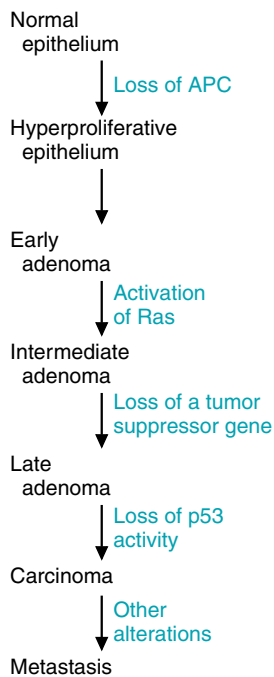 Normal
epithelium
Loss of APC
Hyperproliferative
epithelium
Early
adenoma
Activation
of Ras
Intermediate
adenoma
Loss of a tumor
suppressor gene
Late
adenoma
Loss of p53
activity
Carcinoma
Other
alterations
Metastasis